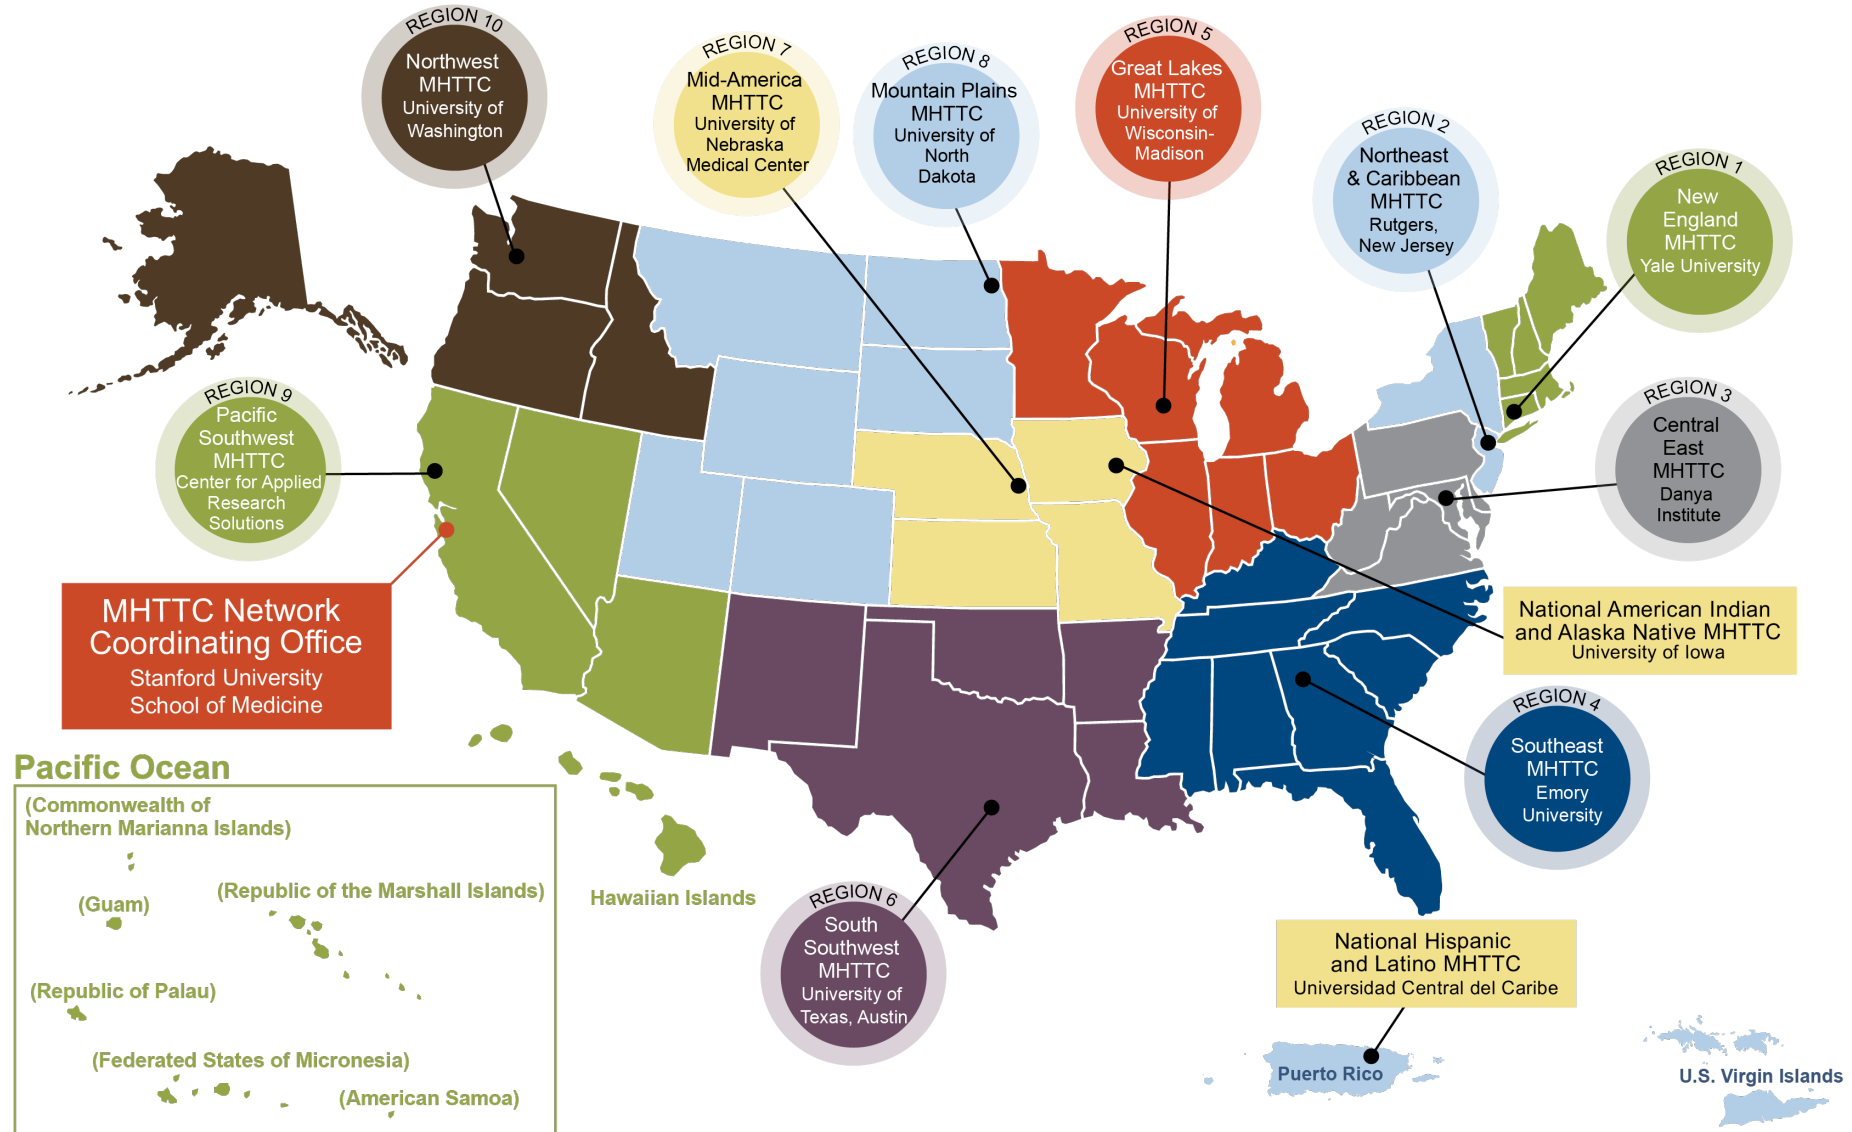 REGION 10
Northwest
MHTTC
University of
Washington
REGION 7
Mid-America
MHTTC
University of
Nebraska
Medical Center
REGION 8
Mountain Plains
MHTTC
University of
North
Dakota
REGION 5
Great Lakes
MHTTC
University of
Wisconsin-
Madison
REGION 2
Northeast
& Caribbean
MHTTC
Rutgers,
New Jersey
REGION 1
New
England
MHTTC
Yale University
REGION 9
Pacific
Southwest
MHTTC
Center for Applied
Research
Solutions
REGION 3
Central
East
MHTTC
Danya
Institute
MHTTC Network
Coordinating Office
Stanford University
School of Medicine
National American Indian
and Alaska Native MHTTC
University of Iowa
REGION 4
Southeast
MHTTC
Emory
University
Pacific Ocean
(Commonwealth of
Northern Marianna Islands)
(Guam)
(Republic of the Marshall Islands)
(Republic of Palau)
(Federated States of Micronesia)
(American Samoa)
Hawaiian Islands
REGION 6
South
Southwest
MHTTC
University of
Texas, Austin
National Hispanic
and Latino MHTTC
Universidad Central del Caribe
Puerto Rico
U.S. Virgin Islands